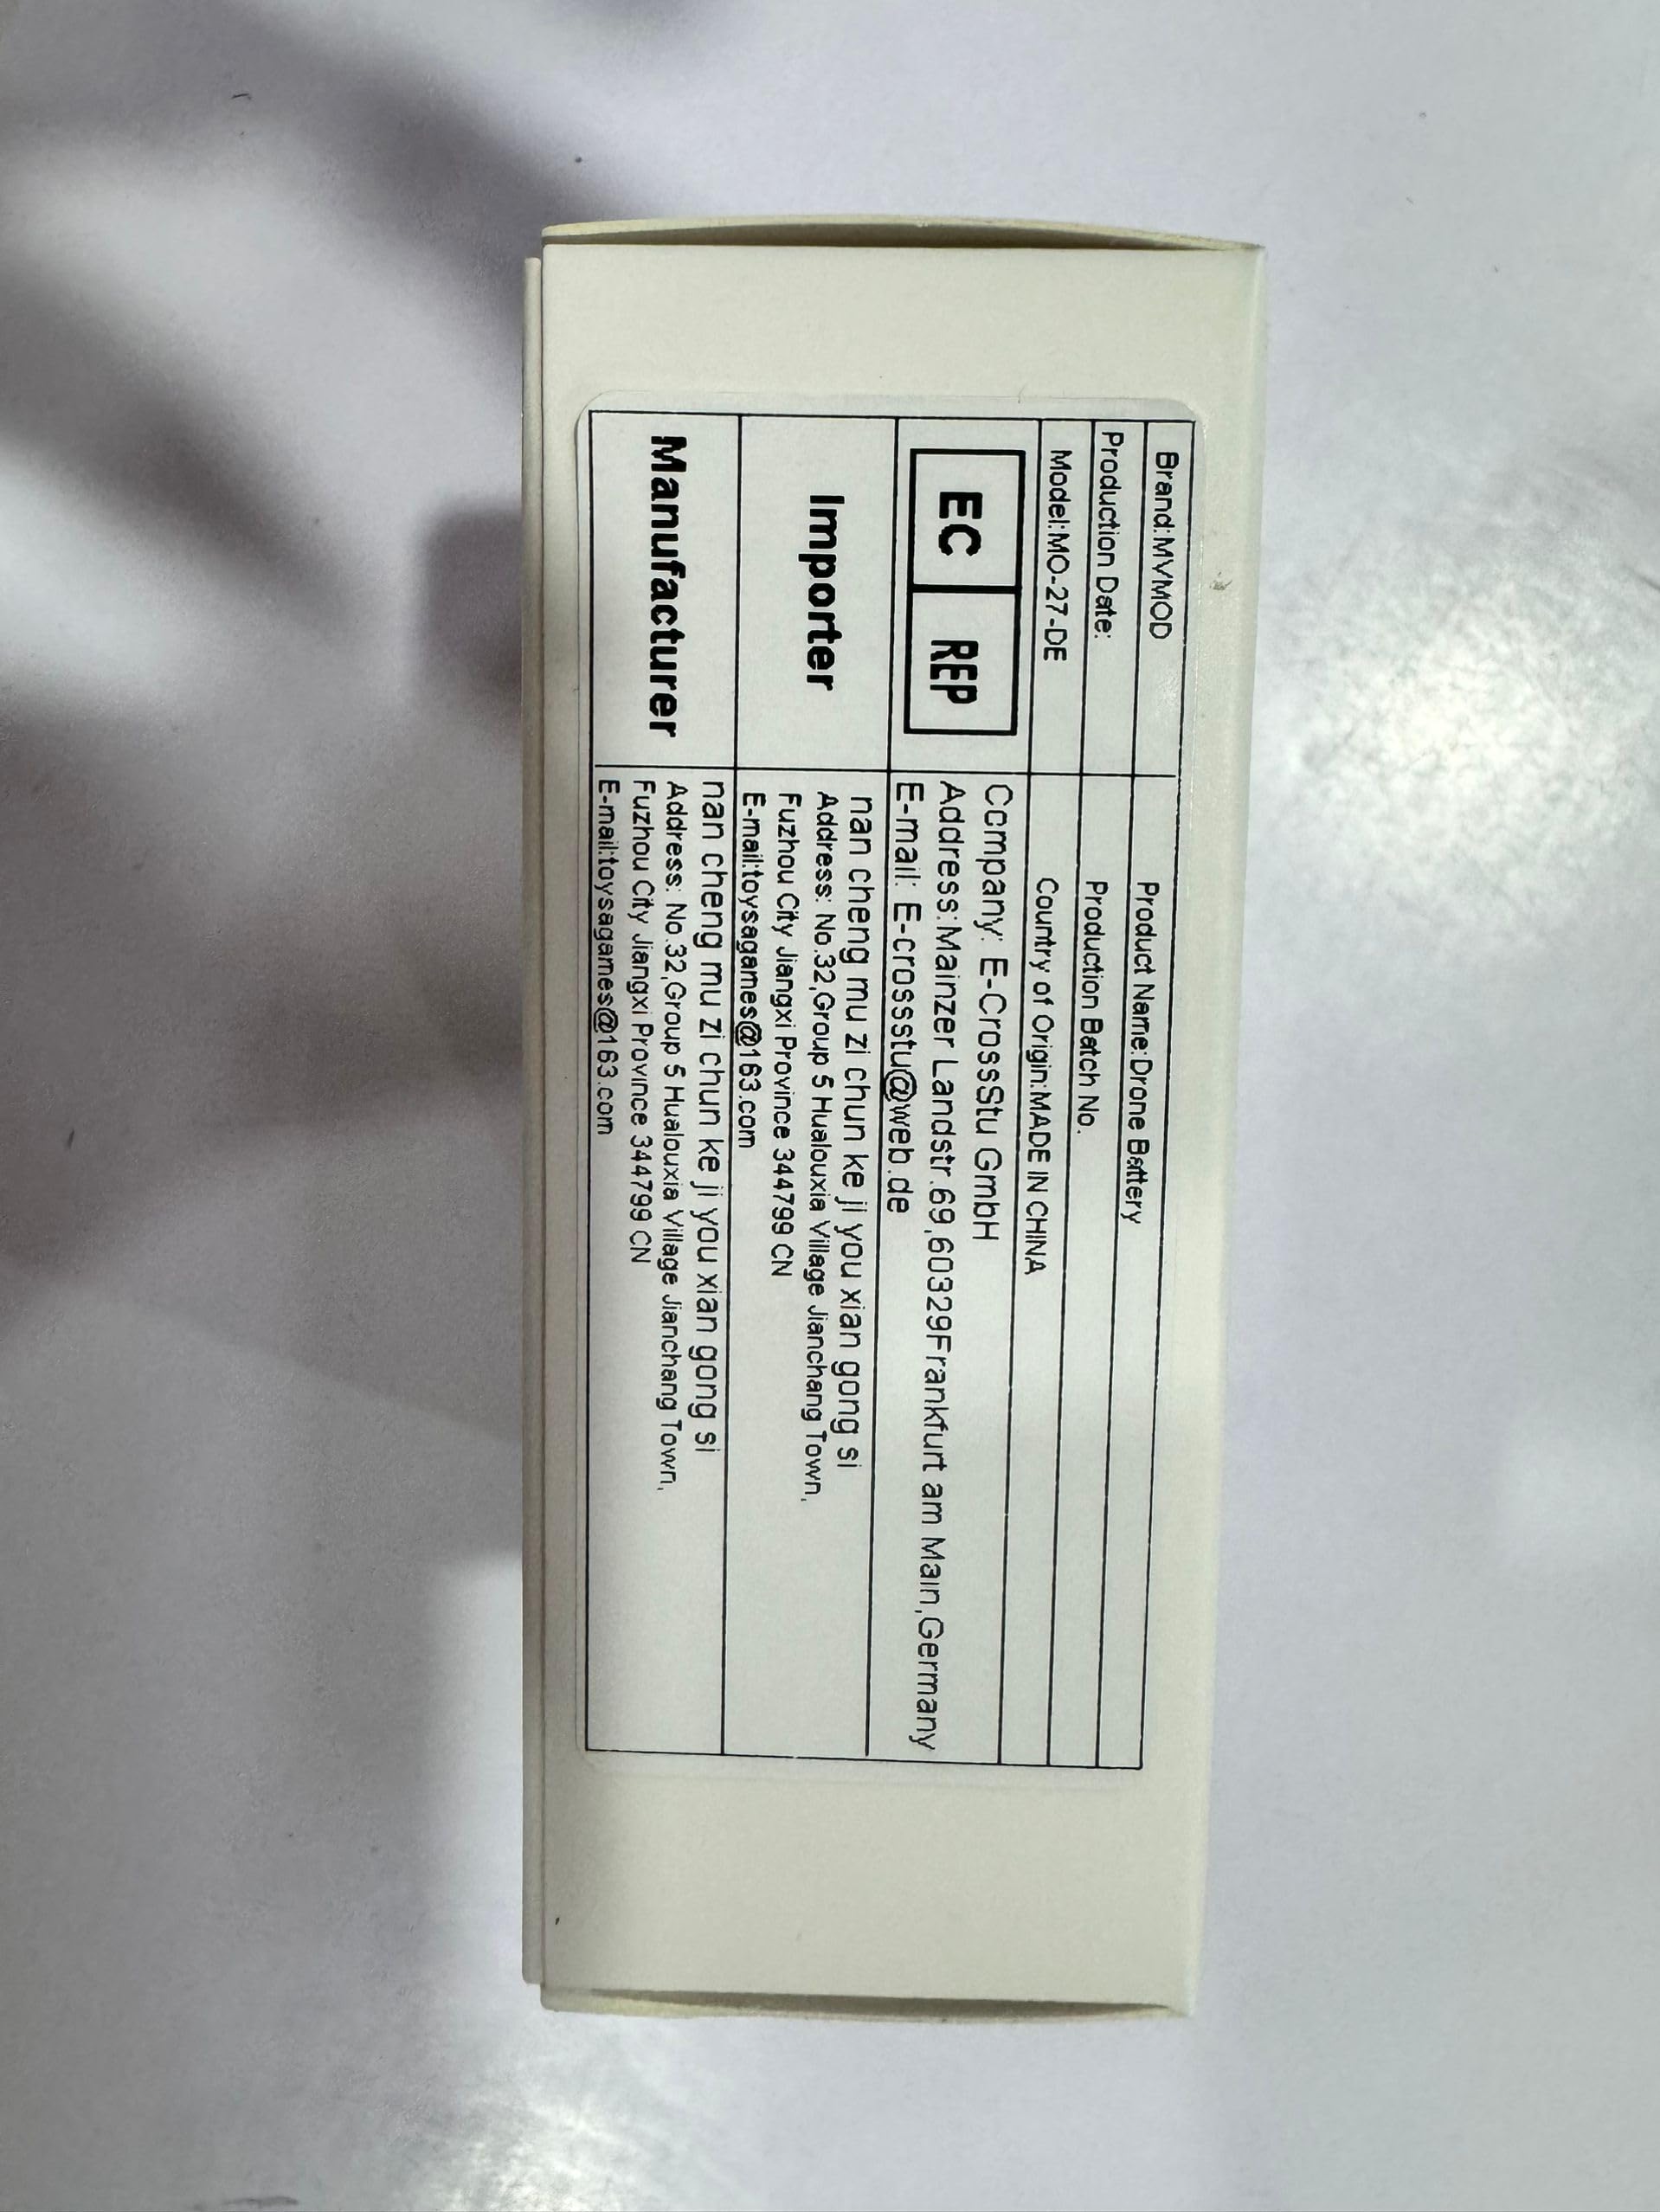 Brand:MVMOD
Product Name:Drone Battery
Production Date:
Production Batch No.
Model:MO-27-DE
Country of Origin:MADE IN CHINA
EC REP
Company: E-CrossStu GmbH
Address:Mainzer Landstr.69,60329Frankfurt am Main,Germany
E-mail: E-crossstu@web.de
Importer
nan cheng mu zi chun ke ji you xian gong si
Address: No.32,Group 5 Hualouxia Village Jianchang Town,
Fuzhou City Jiangxi Province 344799 CN
E-mail:toysagames@163.com
Manufacturer
nan cheng mu zi chun ke ji you xian gong si
Address: No.32,Group 5 Hualouxia Village Jianchang Town,
Fuzhou City Jiangxi Province 344799 CN
E-mail:toysagames@163.com